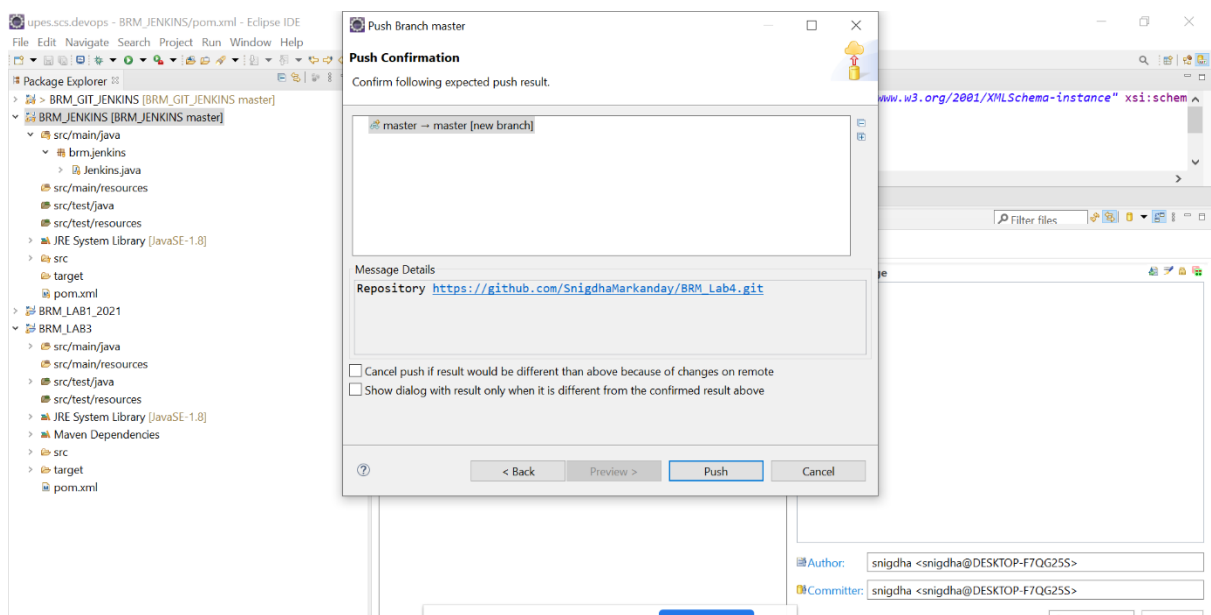 upes.scs.devops - BRM_JENKINS/pom.xml - Eclipse IDE
File Edit Navigate Search Project Run Window Help
Package Explorer
> BRM_GIT_JENKINS [BRM_GIT_JENKINS master]
BRM_JENKINS [BRM_JENKINS master]
src/main/java
brm.jenkins
Jenkins.java
src/main/resources
src/test/java
src/test/resources
JRE System Library [JavaSE-1.8]
src
target
pom.xml
BRM_LAB1_2021
BRM_LAB3
src/main/java
src/main/resources
src/test/java
src/test/resources
JRE System Library [JavaSE-1.8]
Maven Dependencies
src
target
pom.xml
Push Branch master
Push Confirmation
Confirm following expected push result.
master → master [new branch]
Message Details
Repository https://github.com/SnigdhaMarkanday/BRM_Lab4.git
Cancel push if result would be different than above because of changes on remote
Show dialog with result only when it is different from the confirmed result above
< Back
Preview >
Push
Cancel
www.w3.org/2001/XMLSchema-instance" xsi:schem
Filter files
ge
Author: snigdha <snigdha@DESKTOP-F7QG25S>
Committer: snigdha <snigdha@DESKTOP-F7QG25S>